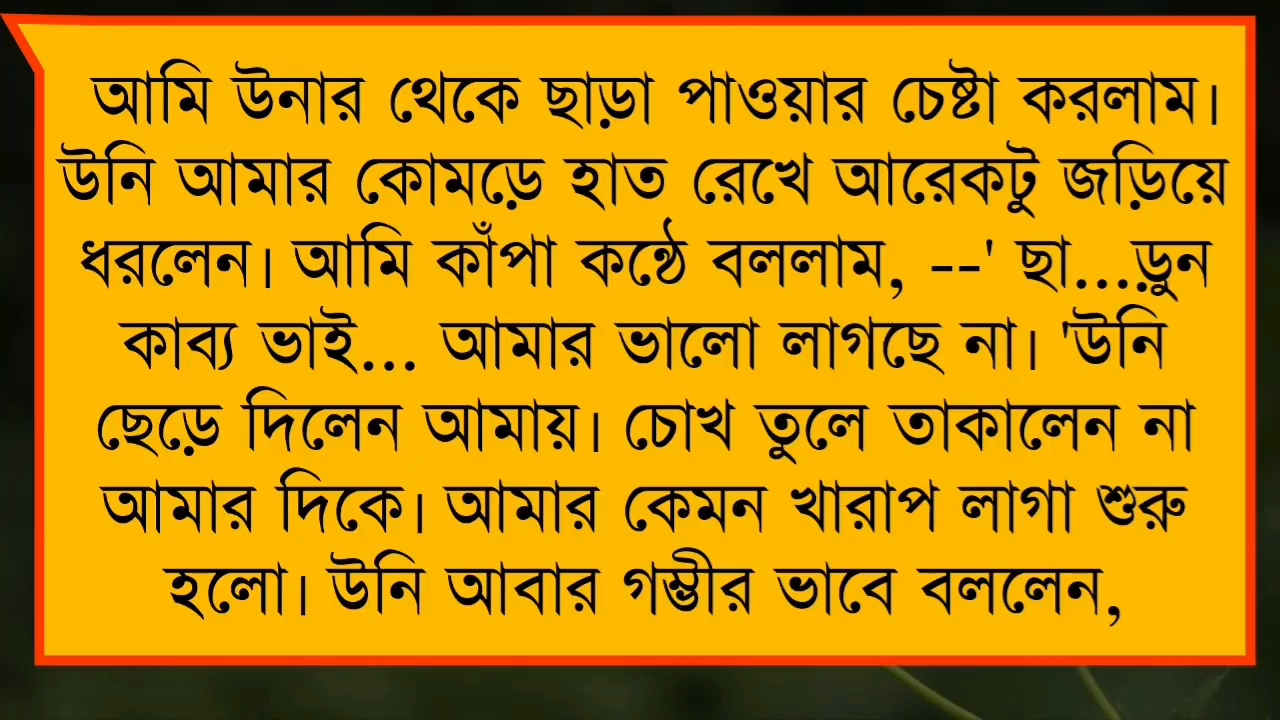 আমি উনার থেকে ছাড়া পাওয়ার চেষ্টা করলাম।
উনি আমার কোমড়ে হাত রেখে আরেকটু জড়িয়ে
ধরলেন। আমি কাঁপা কন্ঠে বললাম, --' ছা....ড়ুন
কাব্য ভাই... আমার ভালো লাগছে না। 'উনি
ছেড়ে দিলেন আমায়। চোখ তুলে তাকালেন না
আমার দিকে। আমার কেমন খারাপ লাগা শুরু
হলো। উনি আবার গম্ভীর ভাবে বললেন,